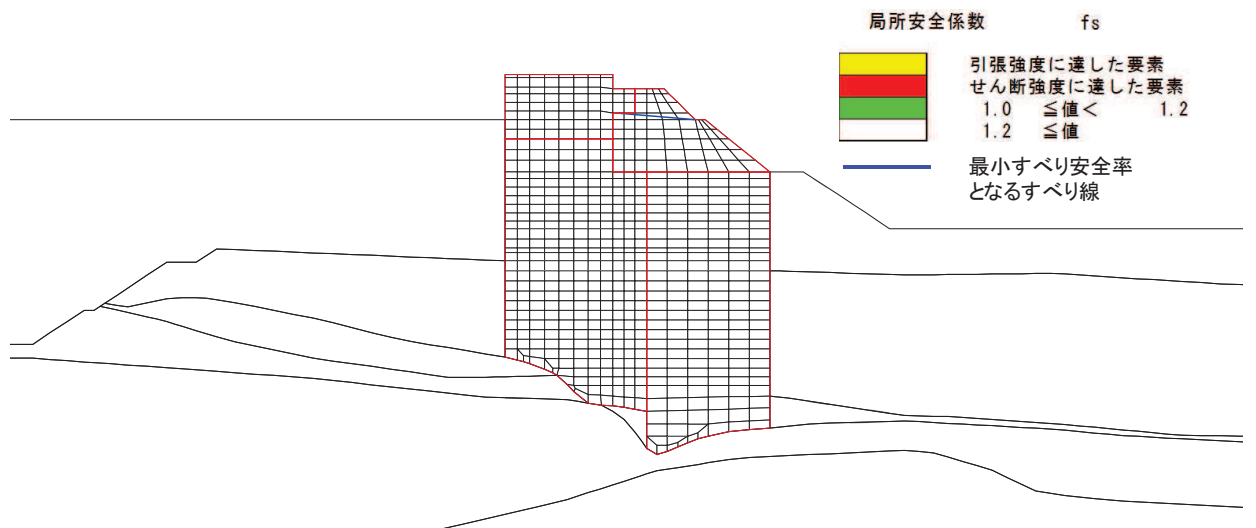 局所安全係数 fs
引張強度に達した要素
せん断強度に達した要素
1.0 ≦値< 1.2
1.2 ≦値
最小すべり安全率
となるすべり線